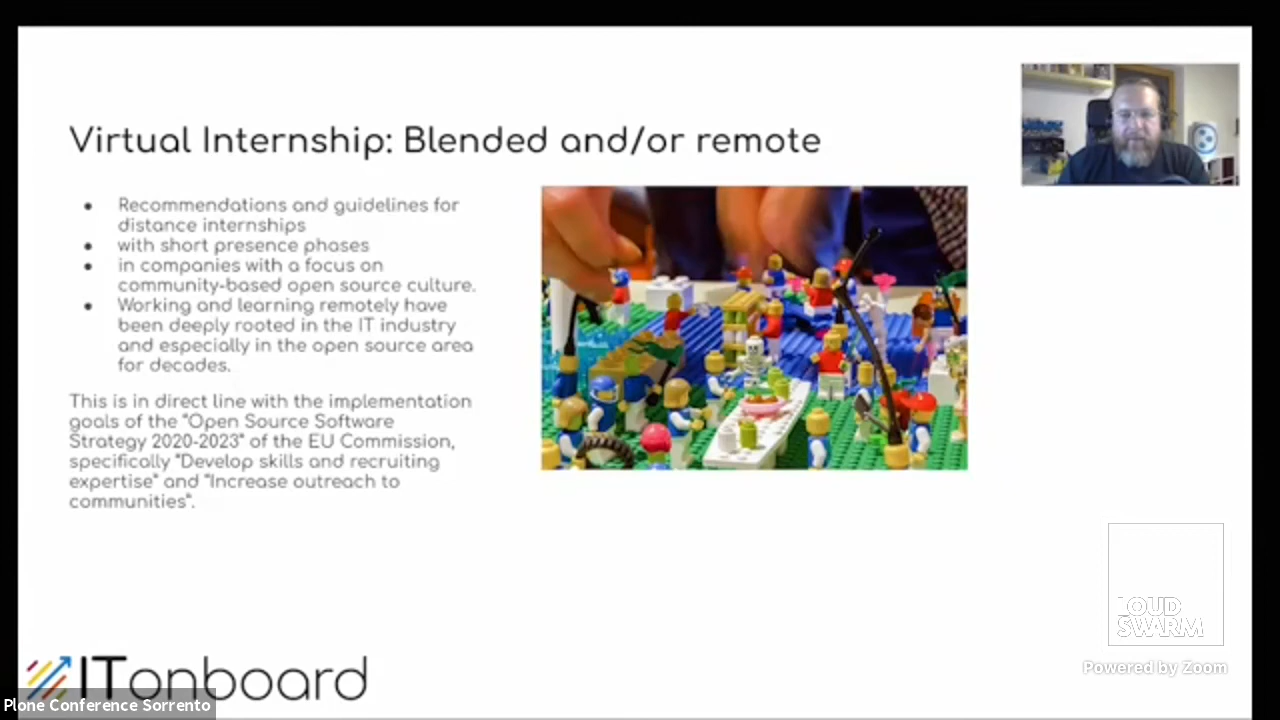 Virtual Internship: Blended and/or remote
• Recommendations and guidelines for
distance internships
• with short presence phases
• in companies with a focus on
community-based open source culture.
• Working and learning remotely have
been deeply rooted in the IT industry
and especially in the open source area
for decades.
This is in direct line with the implementation
goals of the "Open Source Software
Strategy 2020-2023" of the EU Commission,
specifically "Develop skills and recruiting
expertise" and "Increase outreach to
communities".
LOUD
SWARM
Powered by Zoom
ITonboard
Plone Conference Sorrento